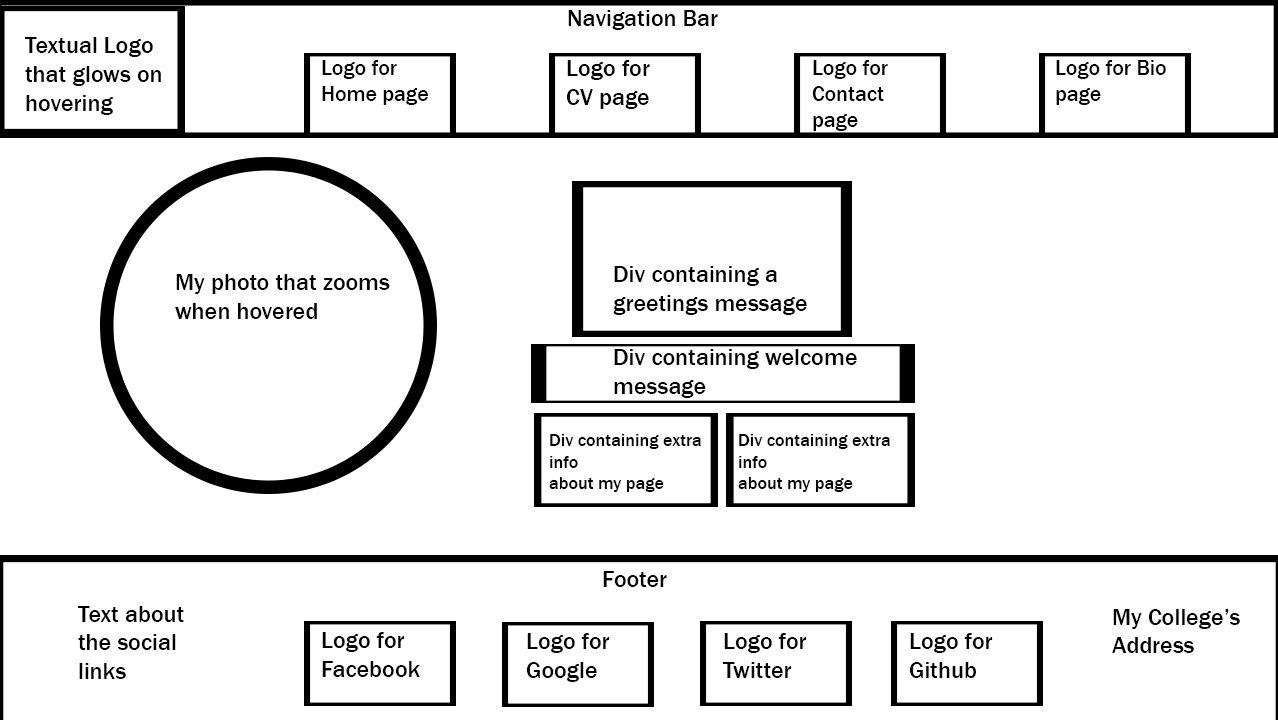 Navigation Bar
Textual Logo
that glows on
hovering
Logo for
Home page
Logo for
CV page
Logo for
Contact
page
Logo for Bio
page
My photo that zooms
when hovered
Div containing a
greetings message
Div containing welcome
message
Div containing extra
info
about my page
Div containing extra
info
about my page
Footer
Text about
the social
links
Logo for
Facebook
Logo for
Google
Logo for
Twitter
Logo for
Github
My College’s
Address